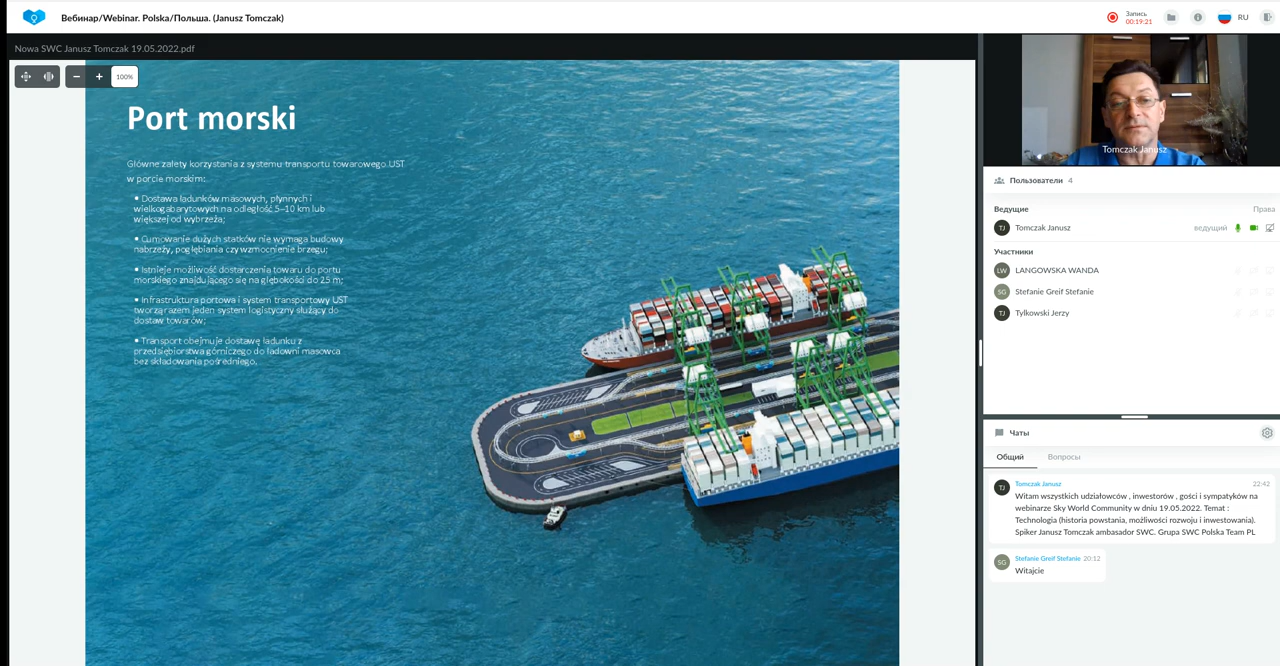 Вебинар/Webinar. Polska/Польша. (Janusz Tomczak)
Запись
00:19:21
RU
Nowa SWC Janusz Tomczak 19.05.2022.pdf
100%
Port morski
Główne zalety korzystania z systemu transportu towarowego UST
w porcie morskim:
• Dostawa ładunków masowych, płynnych i
wielkogabarytowych na odległość 5–10 km lub
większej od wybrzeża;
• Cumowanie dużych statków nie wymaga budowy
nabrzeży, pogłębiania czy wzmocnienie brzegu;
• Istnieje możliwość dostarczenia towaru do portu
morskiego znajdującego się na głębokości do 25 m;
• Infrastruktura portowa i system transportowy UST
tworzą razem jeden system logistyczny służący do
dostaw towarów;
• Transport obejmuje dostawę ładunku z
przedsiębiorstwa górniczego do ładowni masowca
bez składowania pośredniego.
Tomczak Janusz
Пользователи 4
Ведущие Права
TJ Tomczak Janusz ведущий
Участники
LW LANGOWSKA WANDA
SG Stefanie Greif Stefanie
TJ Tylkowski Jerzy
Чаты
Общий Вопросы
TJ Tomczak Janusz 22:42
Witam wszystkich udziałowców , inwestorów , gości i sympatyków na
webinarze Sky World Community w dniu 19.05.2022. Temat :
Technologia (historia powstania, możliwości rozwoju i inwestowania).
Spiker Janusz Tomczak ambasador SWC. Grupa SWC Polska Team PL
SG Stefanie Greif Stefanie 20:12
Witajcie